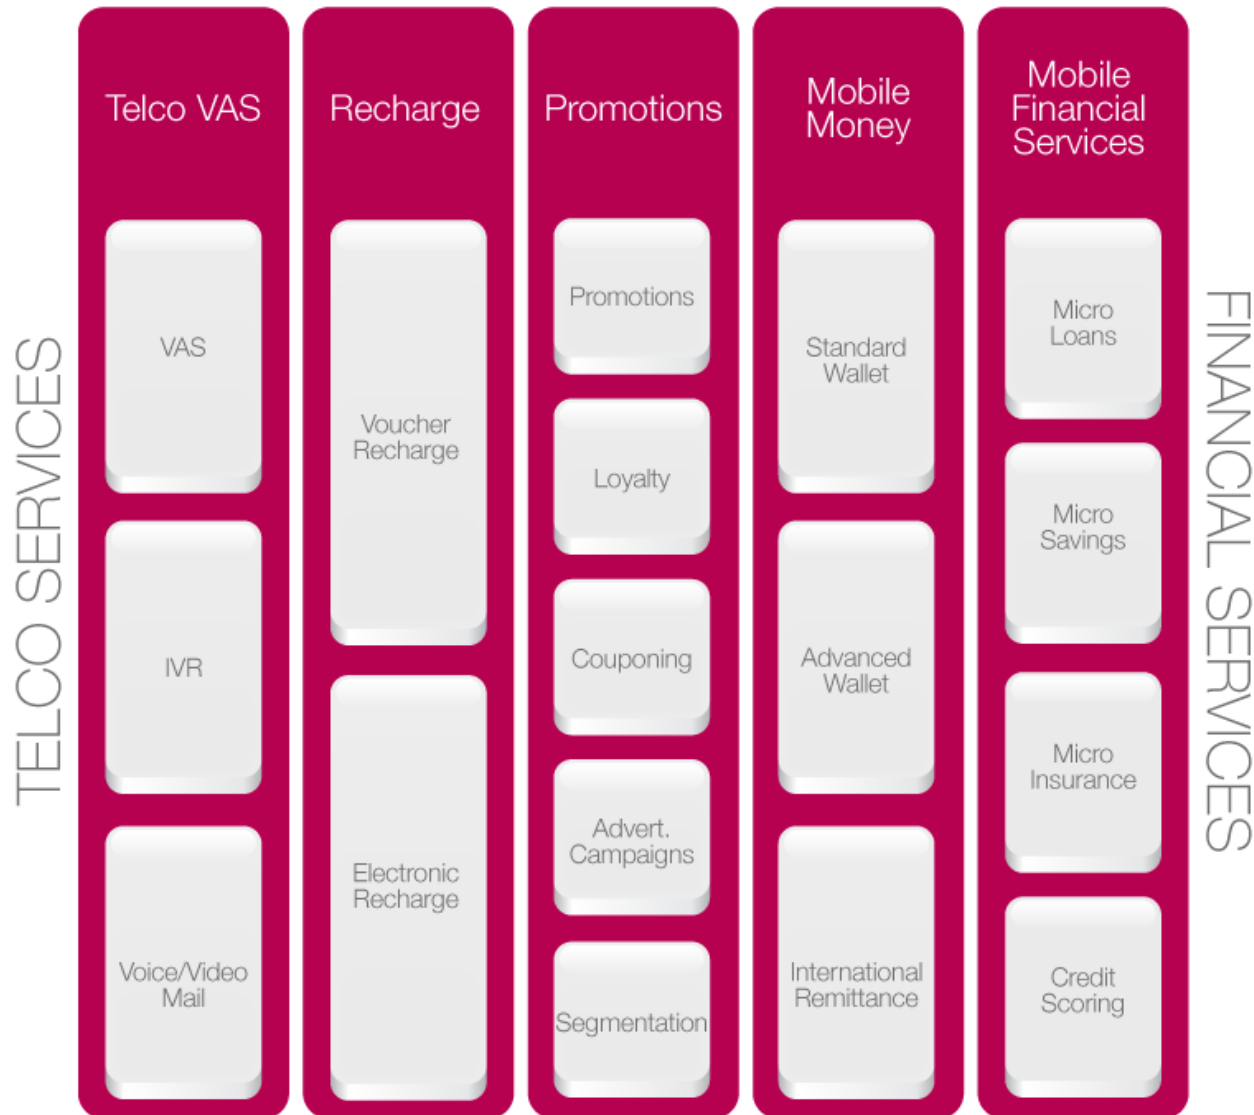 TELCO SERVICES
Telco VAS
VAS
IVR
Voice/Video
Mail
Recharge
Voucher
Recharge
Electronic
Recharge
Promotions
Promotions
Loyalty
Couponing
Advert.
Campaigns
Segmentation
Mobile
Money
Standard
Wallet
Advanced
Wallet
International
Remittance
Mobile
Financial
Services
Micro
Loans
Micro
Savings
Micro
Insurance
Credit
Scoring
FINANCIAL SERVICES